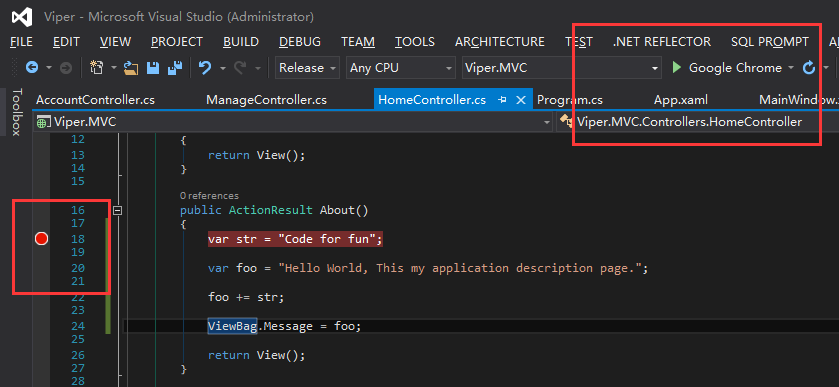 Viper - Microsoft Visual Studio (Administrator)
FILE EDIT VIEW PROJECT BUILD DEBUG TEAM TOOLS ARCHITECTURE TEST .NET REFLECTOR SQL PROMPT
Release Any CPU Viper.MVC Google Chrome
Toolbox
AccountController.cs ManageController.cs HomeController.cs Program.cs App.xaml MainWindow.
Viper.MVC Viper.MVC.Controllers.HomeController
12 {
13 return View();
14 }
15
0 references
16 public ActionResult About()
17 {
18 var str = "Code for fun";
19
20 var foo = "Hello World, This my application description page.";
21
22 foo += str;
23
24 ViewBag.Message = foo;
25
26 return View();
27 }
28